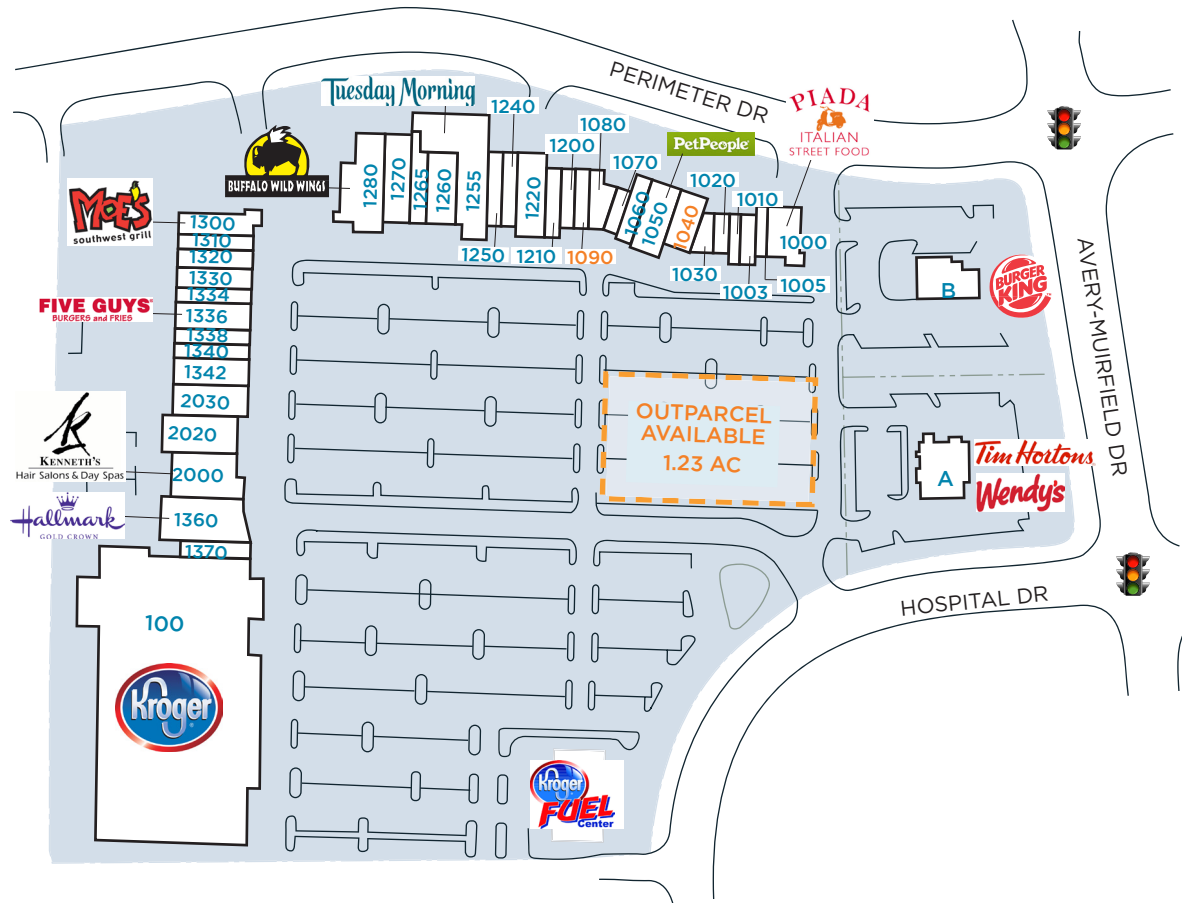 PERIMETER DR
PIADA
ITALIAN
STREET FOOD
Tuesday Morning
1240
1080
1200
PetPeople
1070
1020
1010
BUFFALO WILD WINGS
1280
1270
1265
1260
1255
1220
1060
1050
1040
1000
1250
1210
1090
1030
1003
1005
MOE'S
southwest grill
1300
1310
1320
1330
1334
FIVE GUYS
BURGERS and FRIES
1336
1338
1340
1342
2030
2020
K
KENNETH'S
Hair Salons & Day Spas
2000
Hallmark
GOLD CROWN
1360
1370
100
Kroger
B
BURGER
KING
AVERY-MUIRFIELD DR
OUTPARCEL
AVAILABLE
1.23 AC
A
Tim Hortons
Wendy's
HOSPITAL DR
Kroger
FUEL
Center